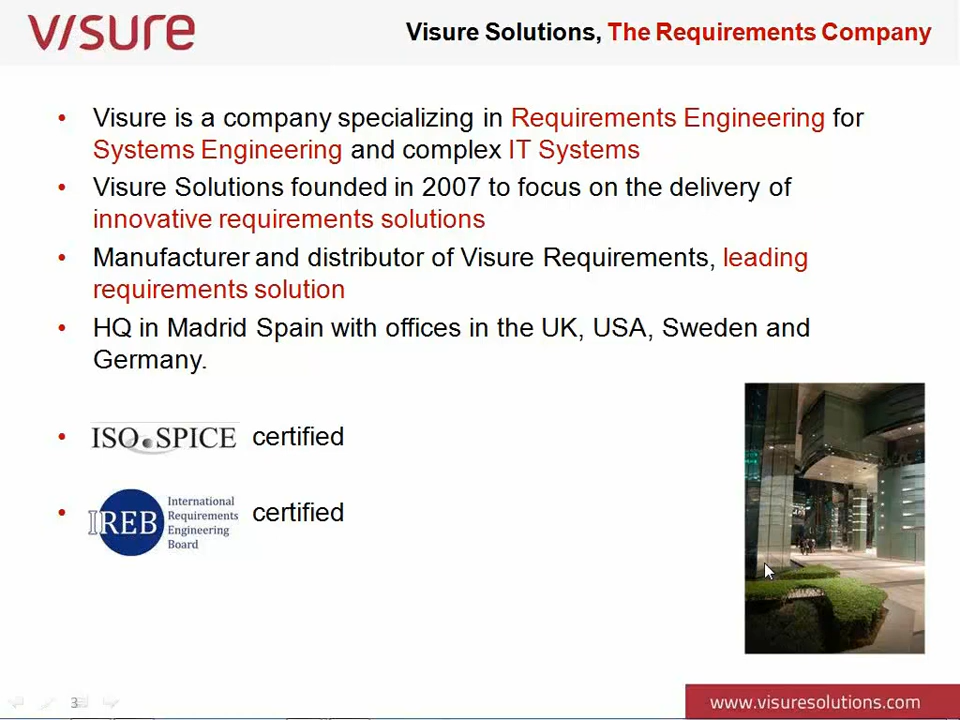 visure
Visure Solutions, The Requirements Company
• Visure is a company specializing in Requirements Engineering for
Systems Engineering and complex IT Systems
• Visure Solutions founded in 2007 to focus on the delivery of
innovative requirements solutions
• Manufacturer and distributor of Visure Requirements, leading
requirements solution
• HQ in Madrid Spain with offices in the UK, USA, Sweden and
Germany.
• ISO SPICE certified
• IREB International
Requirements
Engineering
Board
certified
3
www.visuresolutions.com